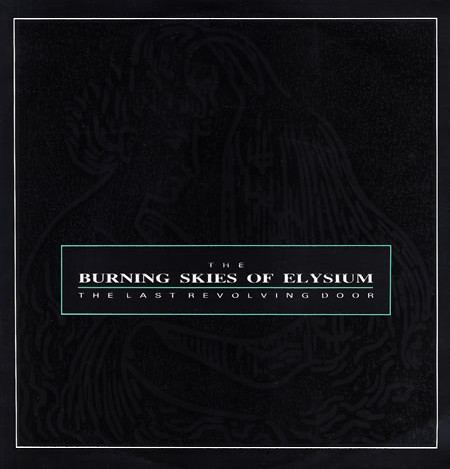 THE
BURNING SKIES OF ELYSIUM
THE LAST REVOLVING DOOR